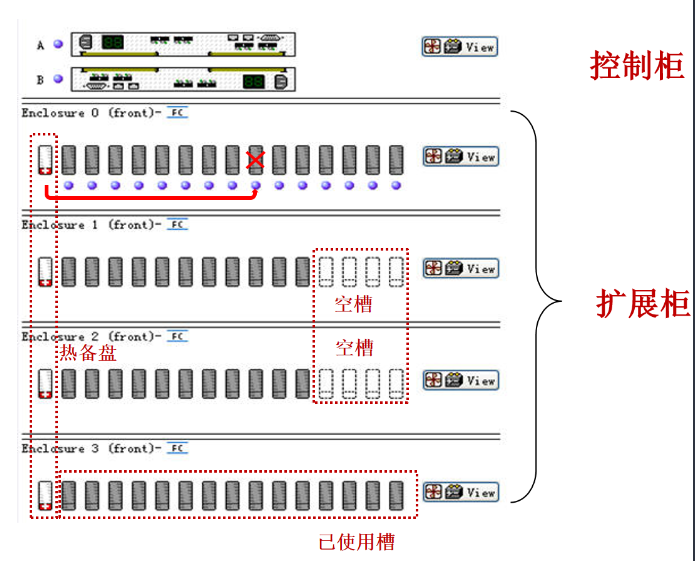 A
View
控制柜
B
Enclosure 0 (front)- FC
View
Enclosure 1 (front)- FC
View
空槽
扩展柜
Enclosure 2 (front)- FC
空槽
热备盘
View
Enclosure 3 (front)- FC
View
已使用槽